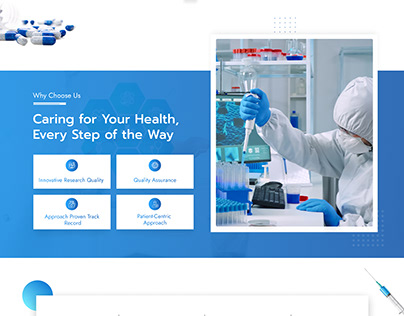 Why Choose Us
Caring for Your Health,
Every Step of the Way
Innovative Research Quality
Quality Assurance
Approach Proven Track
Record
Patient-Centric
Approach